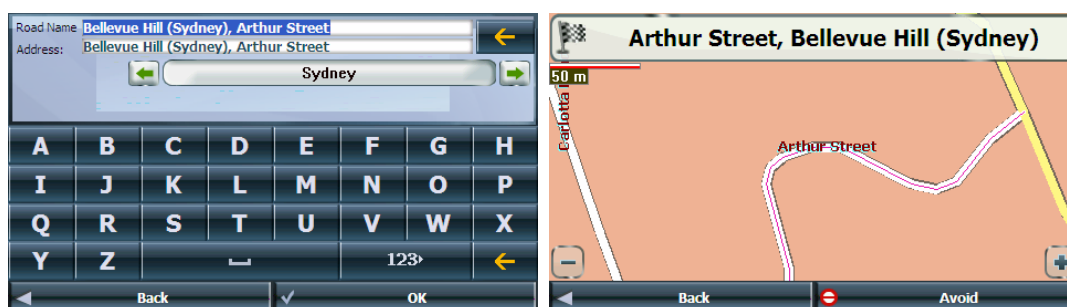 Road Name Bellevue Hill (Sydney), Arthur Street
Address: Bellevue Hill (Sydney), Arthur Street
Sydney
A B C D E F G H
I J K L M N O P
Q R S T U V W X
Y Z 123
Back OK
Arthur Street, Bellevue Hill (Sydney)
50 m
Carlotta
Arthur Street
Back Avoid